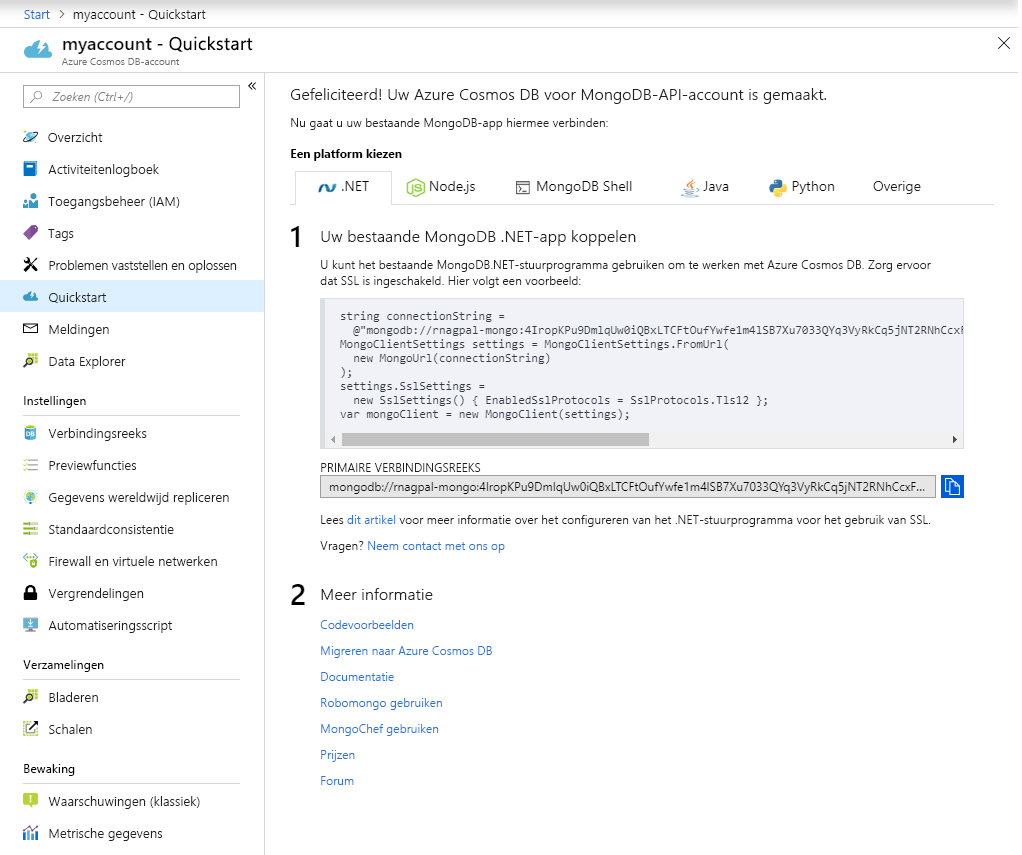 Start > myaccount - Quickstart
myaccount - Quickstart
Azure Cosmos DB-account
Zoeken (Ctrl+/)
Overzicht
Activiteitenlogboek
Toegangsbeheer (IAM)
Tags
Problemen vaststellen en oplossen
Quickstart
Meldingen
Data Explorer
Instellingen
Verbindingsreeks
Previewfuncties
Gegevens wereldwijd repliceren
Standaardconsistentie
Firewall en virtuele netwerken
Vergrendelingen
Automatiseringsscript
Verzamelingen
Bladeren
Schalen
Bewaking
Waarschuwingen (klassiek)
Metrische gegevens
Gefeliciteerd! Uw Azure Cosmos DB voor MongoDB-API-account is gemaakt.
Nu gaat u uw bestaande MongoDB-app hiermee verbinden:
Een platform kiezen
.NET Node.js MongoDB Shell Java Python Overige
1 Uw bestaande MongoDB .NET-app koppelen
U kunt het bestaande MongoDB.NET-stuurprogramma gebruiken om te werken met Azure Cosmos DB. Zorg ervoor
dat SSL is ingeschakeld. Hier volgt een voorbeeld:
string connectionString =
@"mongodb://rnagpal-mongo:4IropKPu9DmlqUw0iQBxLTCFtOufYwfe1m4lSB7Xu7033QYq3VyRkCq5jNT2RNhCcxF
MongoClientSettings settings = MongoClientSettings.FromUrl(
new MongoUrl(connectionString)
);
settings.SslSettings =
new SslSettings() { EnabledSslProtocols = SslProtocols.Tls12 };
var mongoClient = new MongoClient(settings);
PRIMAIRE VERBINDINGSREEKS
mongodb://rnagpal-mongo:4IropKPu9DmlqUw0iQBxLTCFtOufYwfe1m4lSB7Xu7033QYq3VyRkCq5jNT2RNhCcxF...
Lees dit artikel voor meer informatie over het configureren van het .NET-stuurprogramma voor het gebruik van SSL.
Vragen? Neem contact met ons op
2 Meer informatie
Codevoorbeelden
Migreren naar Azure Cosmos DB
Documentatie
Robomongo gebruiken
MongoChef gebruiken
Prijzen
Forum